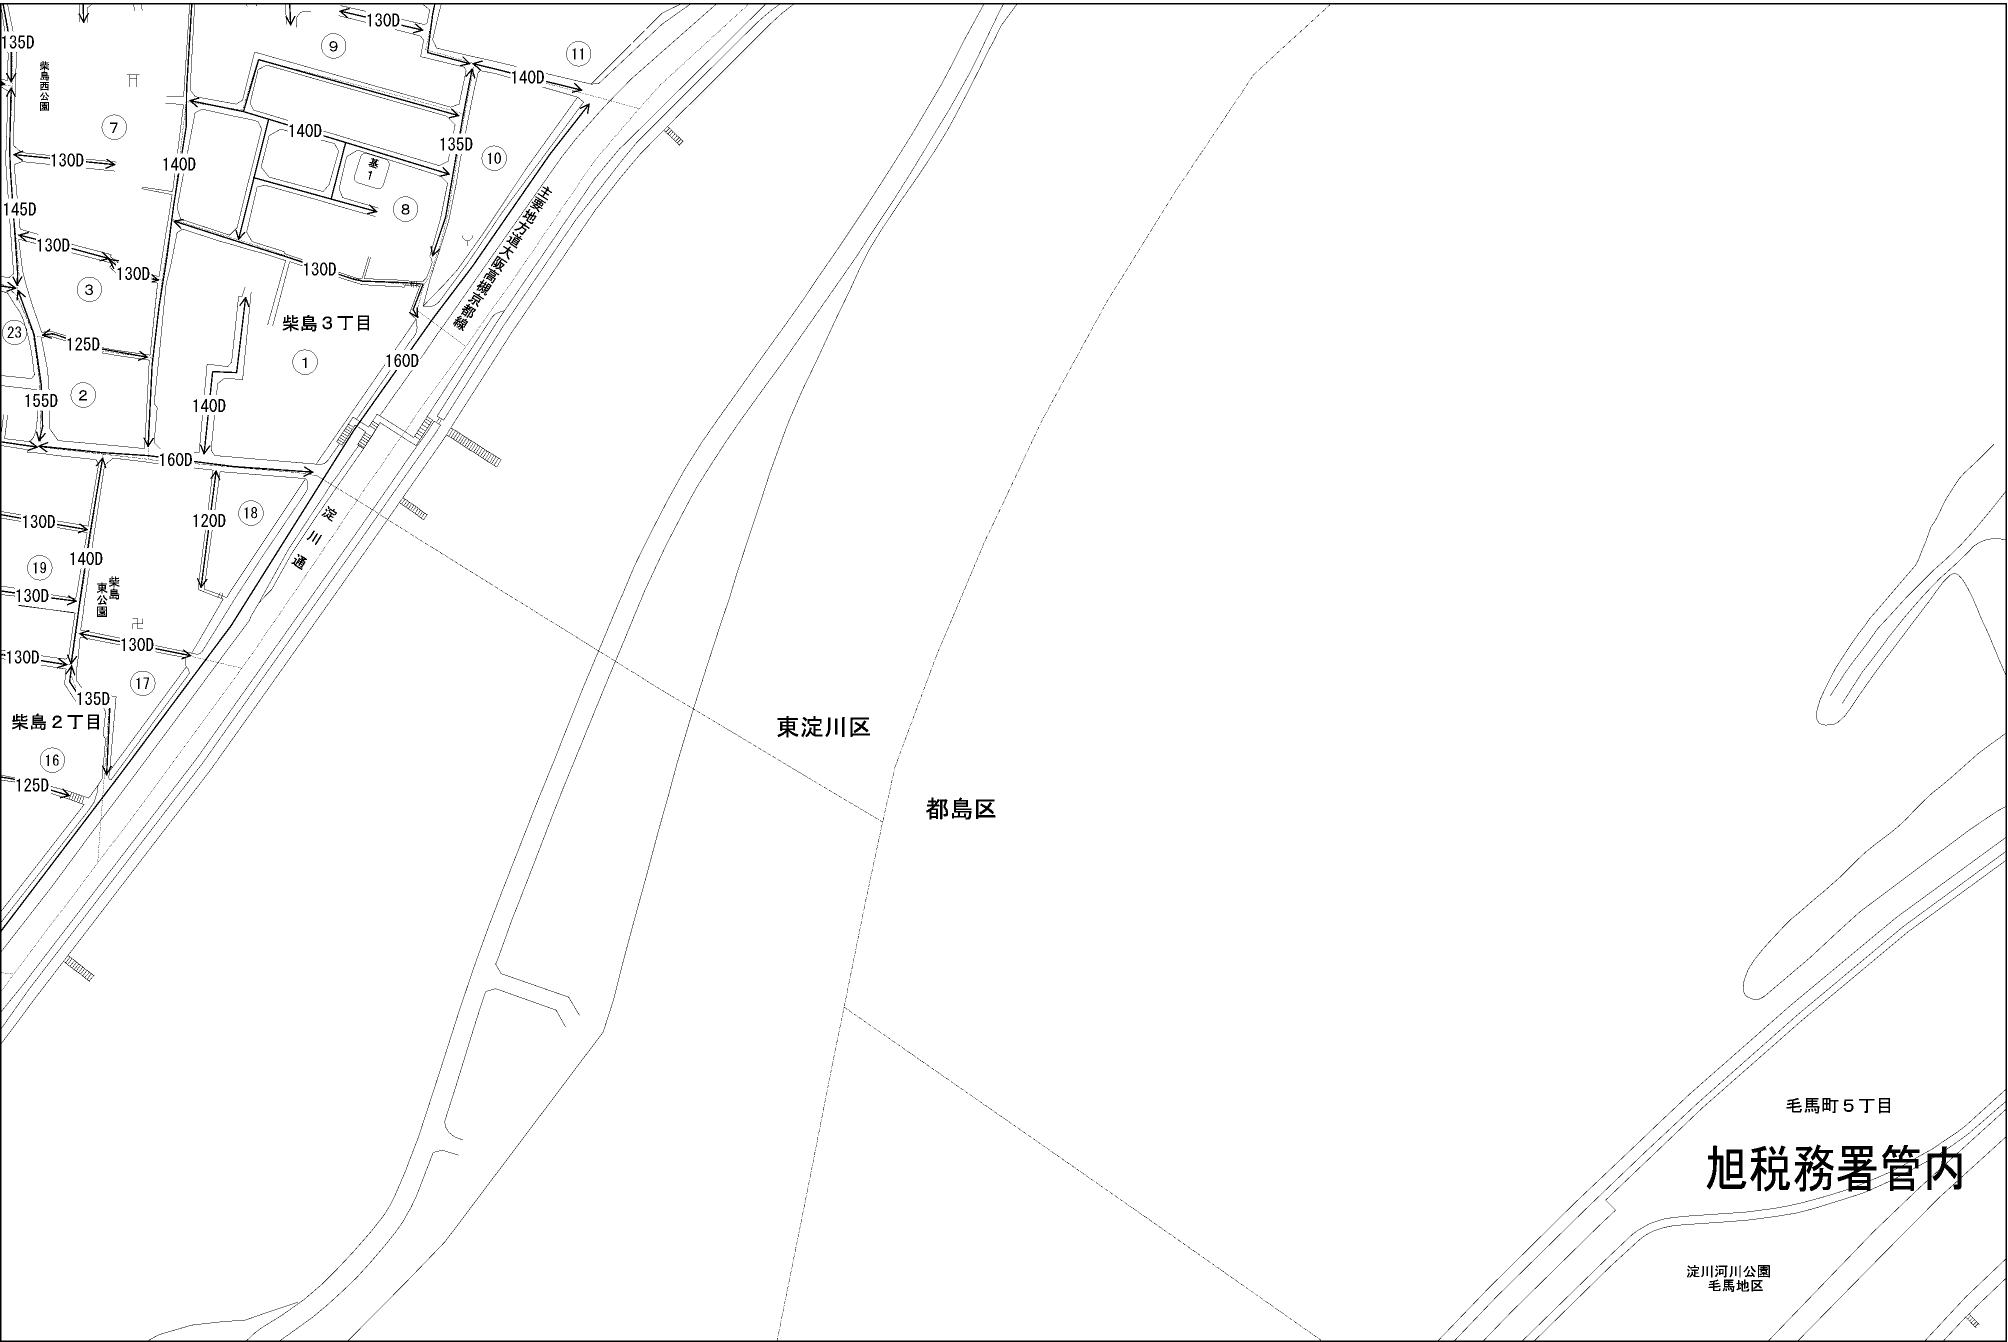 135D
柴島西公園
⑨
130D
⑪
140D
⑦
130D
140D
140D
135D
⑩
基
1
⑧
145D
130D
130D
③
130D
主要地方道大阪高槻京都線
柴島3丁目
①
160D
㉓
125D
②
155D
140D
160D
130D
120D
⑱
淀川通
140D
⑲
130D
柴島
東公園
卍
130D
130D
⑰
135D
柴島2丁目
⑯
125D
東淀川区
都島区
毛馬町5丁目
旭税務署管内
淀川河川公園
毛馬地区